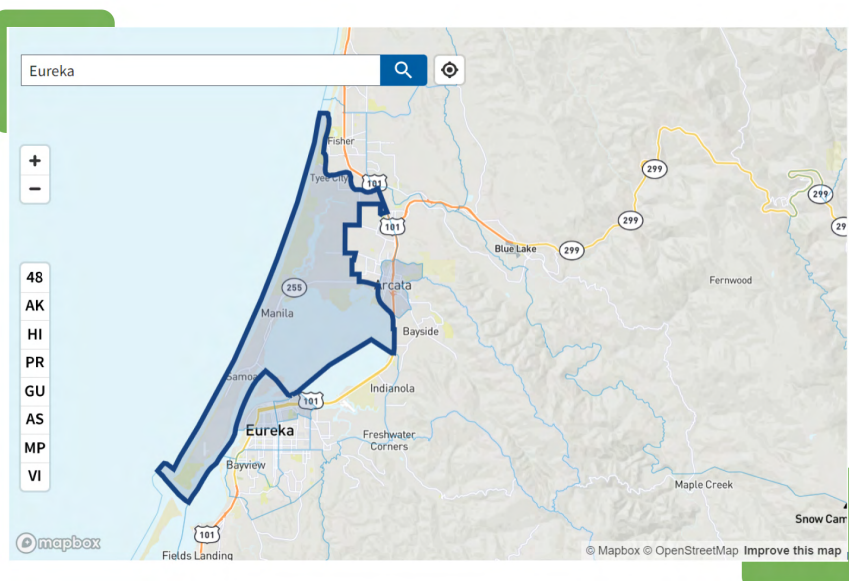 Eureka
+
−
48
AK
HI
PR
GU
AS
MP
VI
Fisher
Tyee City
101
299
299
299
101
299
Blue Lake
299
29
Arcata
Fernwood
255
Manila
Bayside
Samoa
Indianola
101
Eureka
Freshwater
Corners
Bayview
Maple Creek
Snow Cam
101
Fields Landing
mapbox
© Mapbox © OpenStreetMap Improve this map